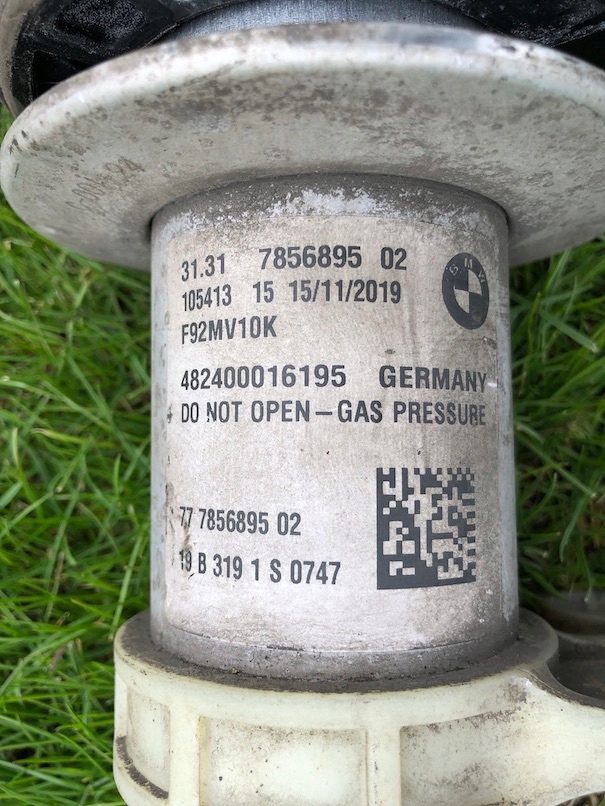 31.31 7856895 02
105413 15 15/11/2019
BMW
F92MV10K
482400016195 GERMANY
DO NOT OPEN – GAS PRESSURE
77 7856895 02
19 B 319 1 S 0747